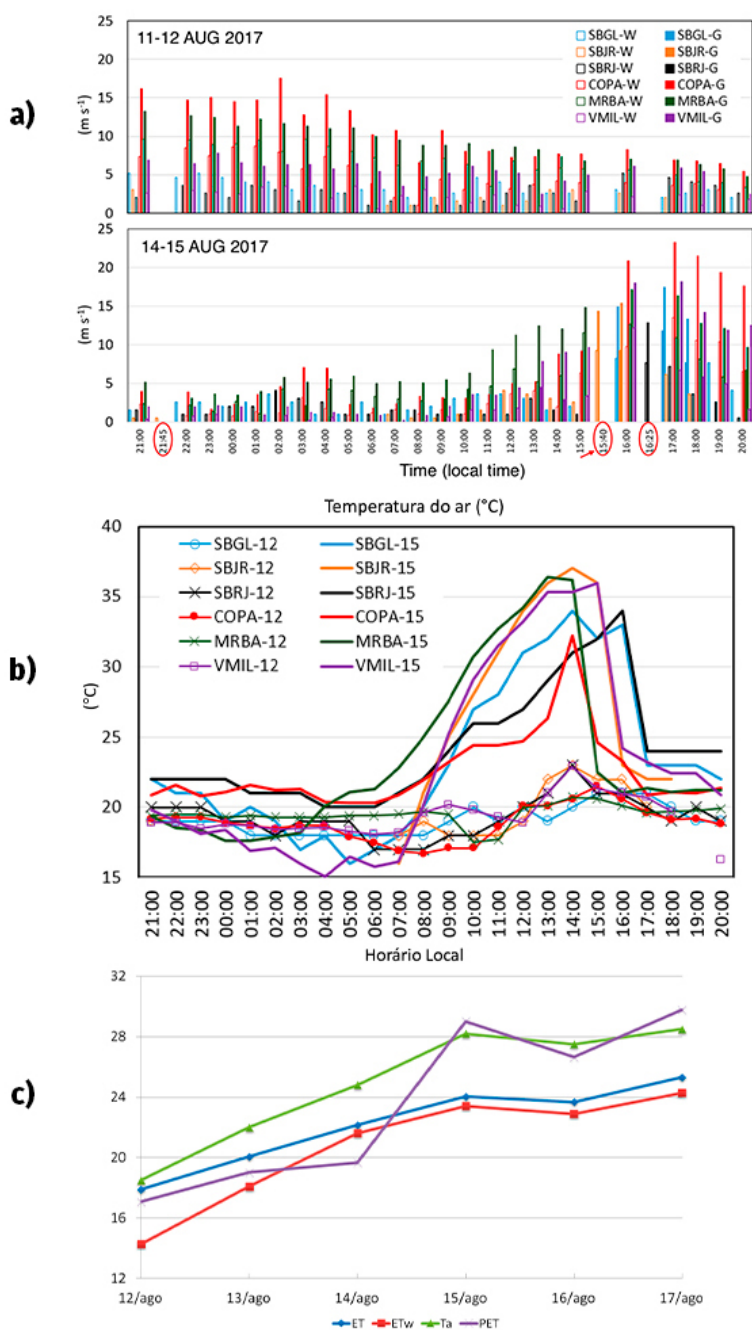 a)
11-12 AUG 2017
25
20
15
10
5
0
(m s⁻¹)
SBGL-W SBGL-G
SBJR-W SBJR-G
SBRJ-W SBRJ-G
COPA-W COPA-G
MRBA-W MRBA-G
VMIL-W VMIL-G
14-15 AUG 2017
25
20
15
10
5
0
(m s⁻¹)
21:00 21:45 22:00 23:00 00:00 01:00 02:00 03:00 04:00 05:00 06:00 07:00 08:00 09:00 10:00 11:00 12:00 13:00 14:00 15:00 15:40 16:00 16:25 17:00 18:00 19:00 20:00
Time (local time)
b)
Temperatura do ar (°C)
40
35
30
25
20
15
(°C)
SBGL-12 SBGL-15
SBJR-12 SBJR-15
SBRJ-12 SBRJ-15
COPA-12 COPA-15
MRBA-12 MRBA-15
VMIL-12 VMIL-15
21:00 22:00 23:00 00:00 01:00 02:00 03:00 04:00 05:00 06:00 07:00 08:00 09:00 10:00 11:00 12:00 13:00 14:00 15:00 16:00 17:00 18:00 19:00 20:00
Horário Local
c)
32
28
24
20
16
12
12/ago 13/ago 14/ago 15/ago 16/ago 17/ago
ET ETw Ta PET